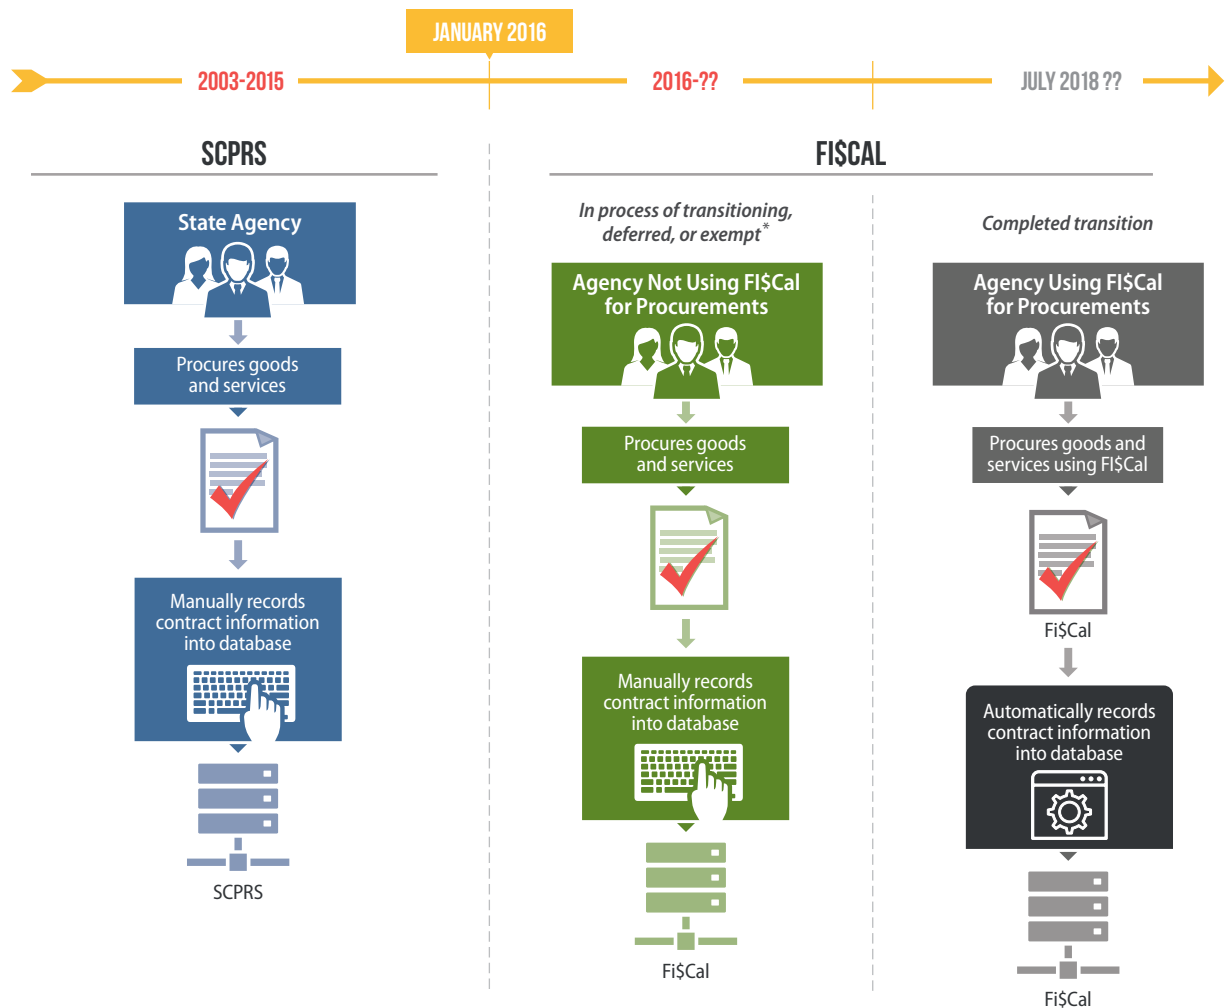 JANUARY 2016
2003-2015
2016-??
JULY 2018 ??
SCPRS
FI$CAL
State Agency
Procures goods
and services
Manually records
contract information
into database
SCPRS
In process of transitioning,
deferred, or exempt*
Agency Not Using FI$Cal
for Procurements
Procures goods
and services
Manually records
contract information
into database
Fi$Cal
Completed transition
Agency Using FI$Cal
for Procurements
Procures goods and
services using FI$Cal
Fi$Cal
Automatically records
contract information
into database
Fi$Cal